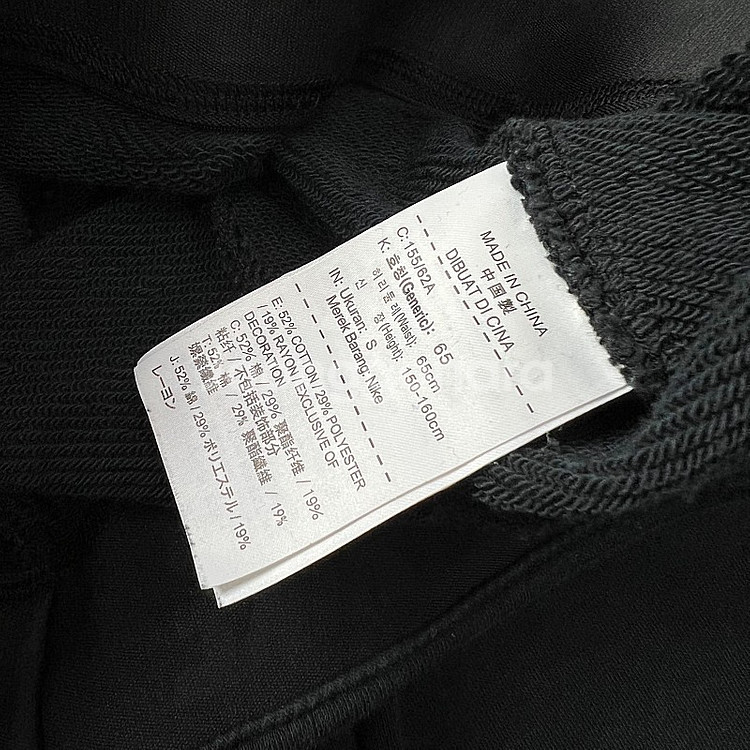 MADE IN CHINA
中国製
DIBUAT DI CINA
C: 155/62A
K: 호칭(Generic): 65
허리둘레(Waist): 65cm
신 장(Height): 150-160cm
IN: Ukuran: S
Merek Barang: Nike
E: 52% COTTON / 29% POLYESTER
/ 19% RAYON / EXCLUSIVE OF
DECORATION
C: 52% 棉 / 29% 聚酯纤维 / 19%
粘纤 / 不包括装饰部分
T: 52% 棉 / 29% 聚酯纖維 / 19%
嫘縈纖維
J: 52% 綿 / 29% ポリエステル / 19%
レーヨン